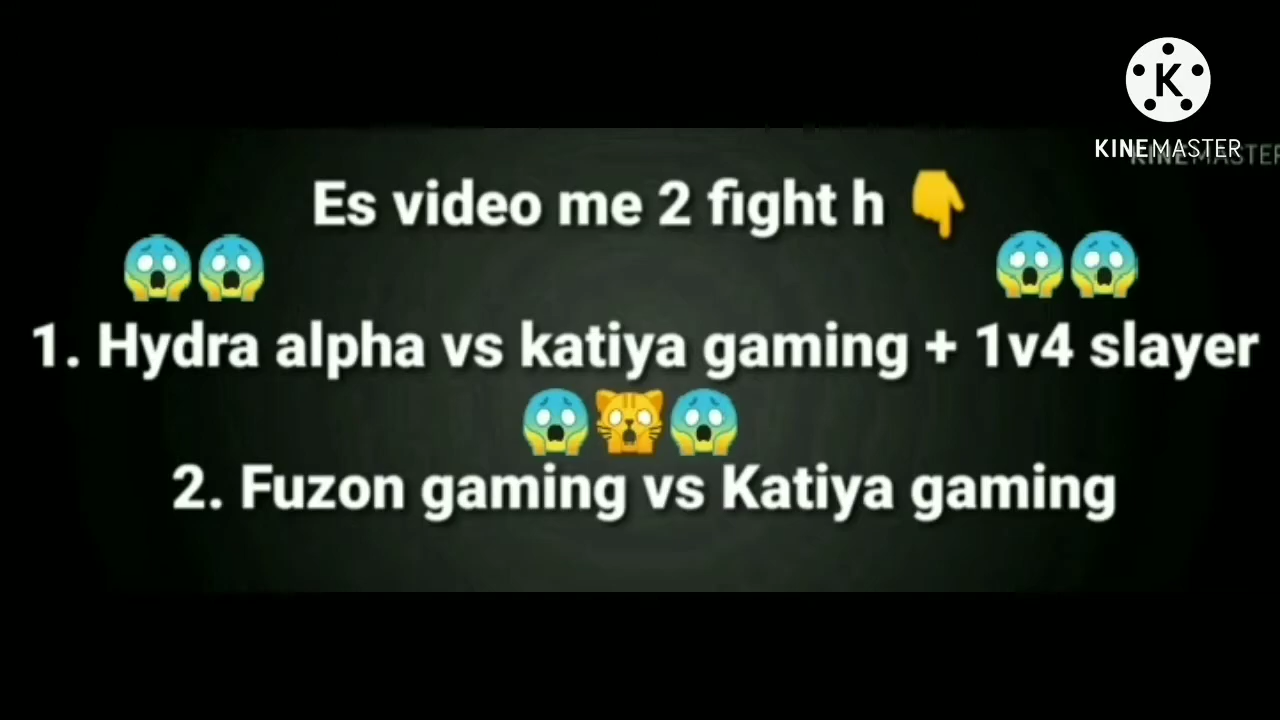 KINEMASTER
KINEMASTER
Es video me 2 fight h 👇
😱😱 😱😱
1. Hydra alpha vs katiya gaming + 1v4 slayer
😱🙀😱
2. Fuzon gaming vs Katiya gaming